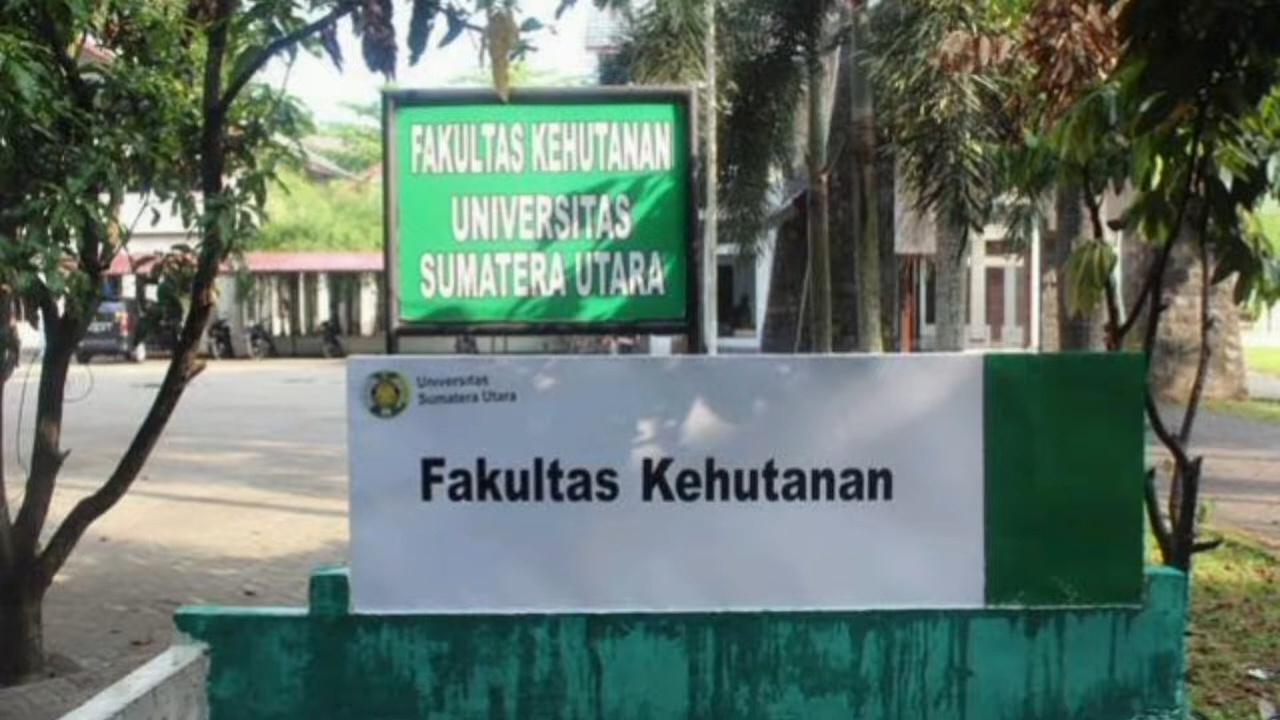 FAKULTAS KEHUTANAN
UNIVERSITAS
SUMATERA UTARA
Universitas
Sumatera Utara
Fakultas Kehutanan